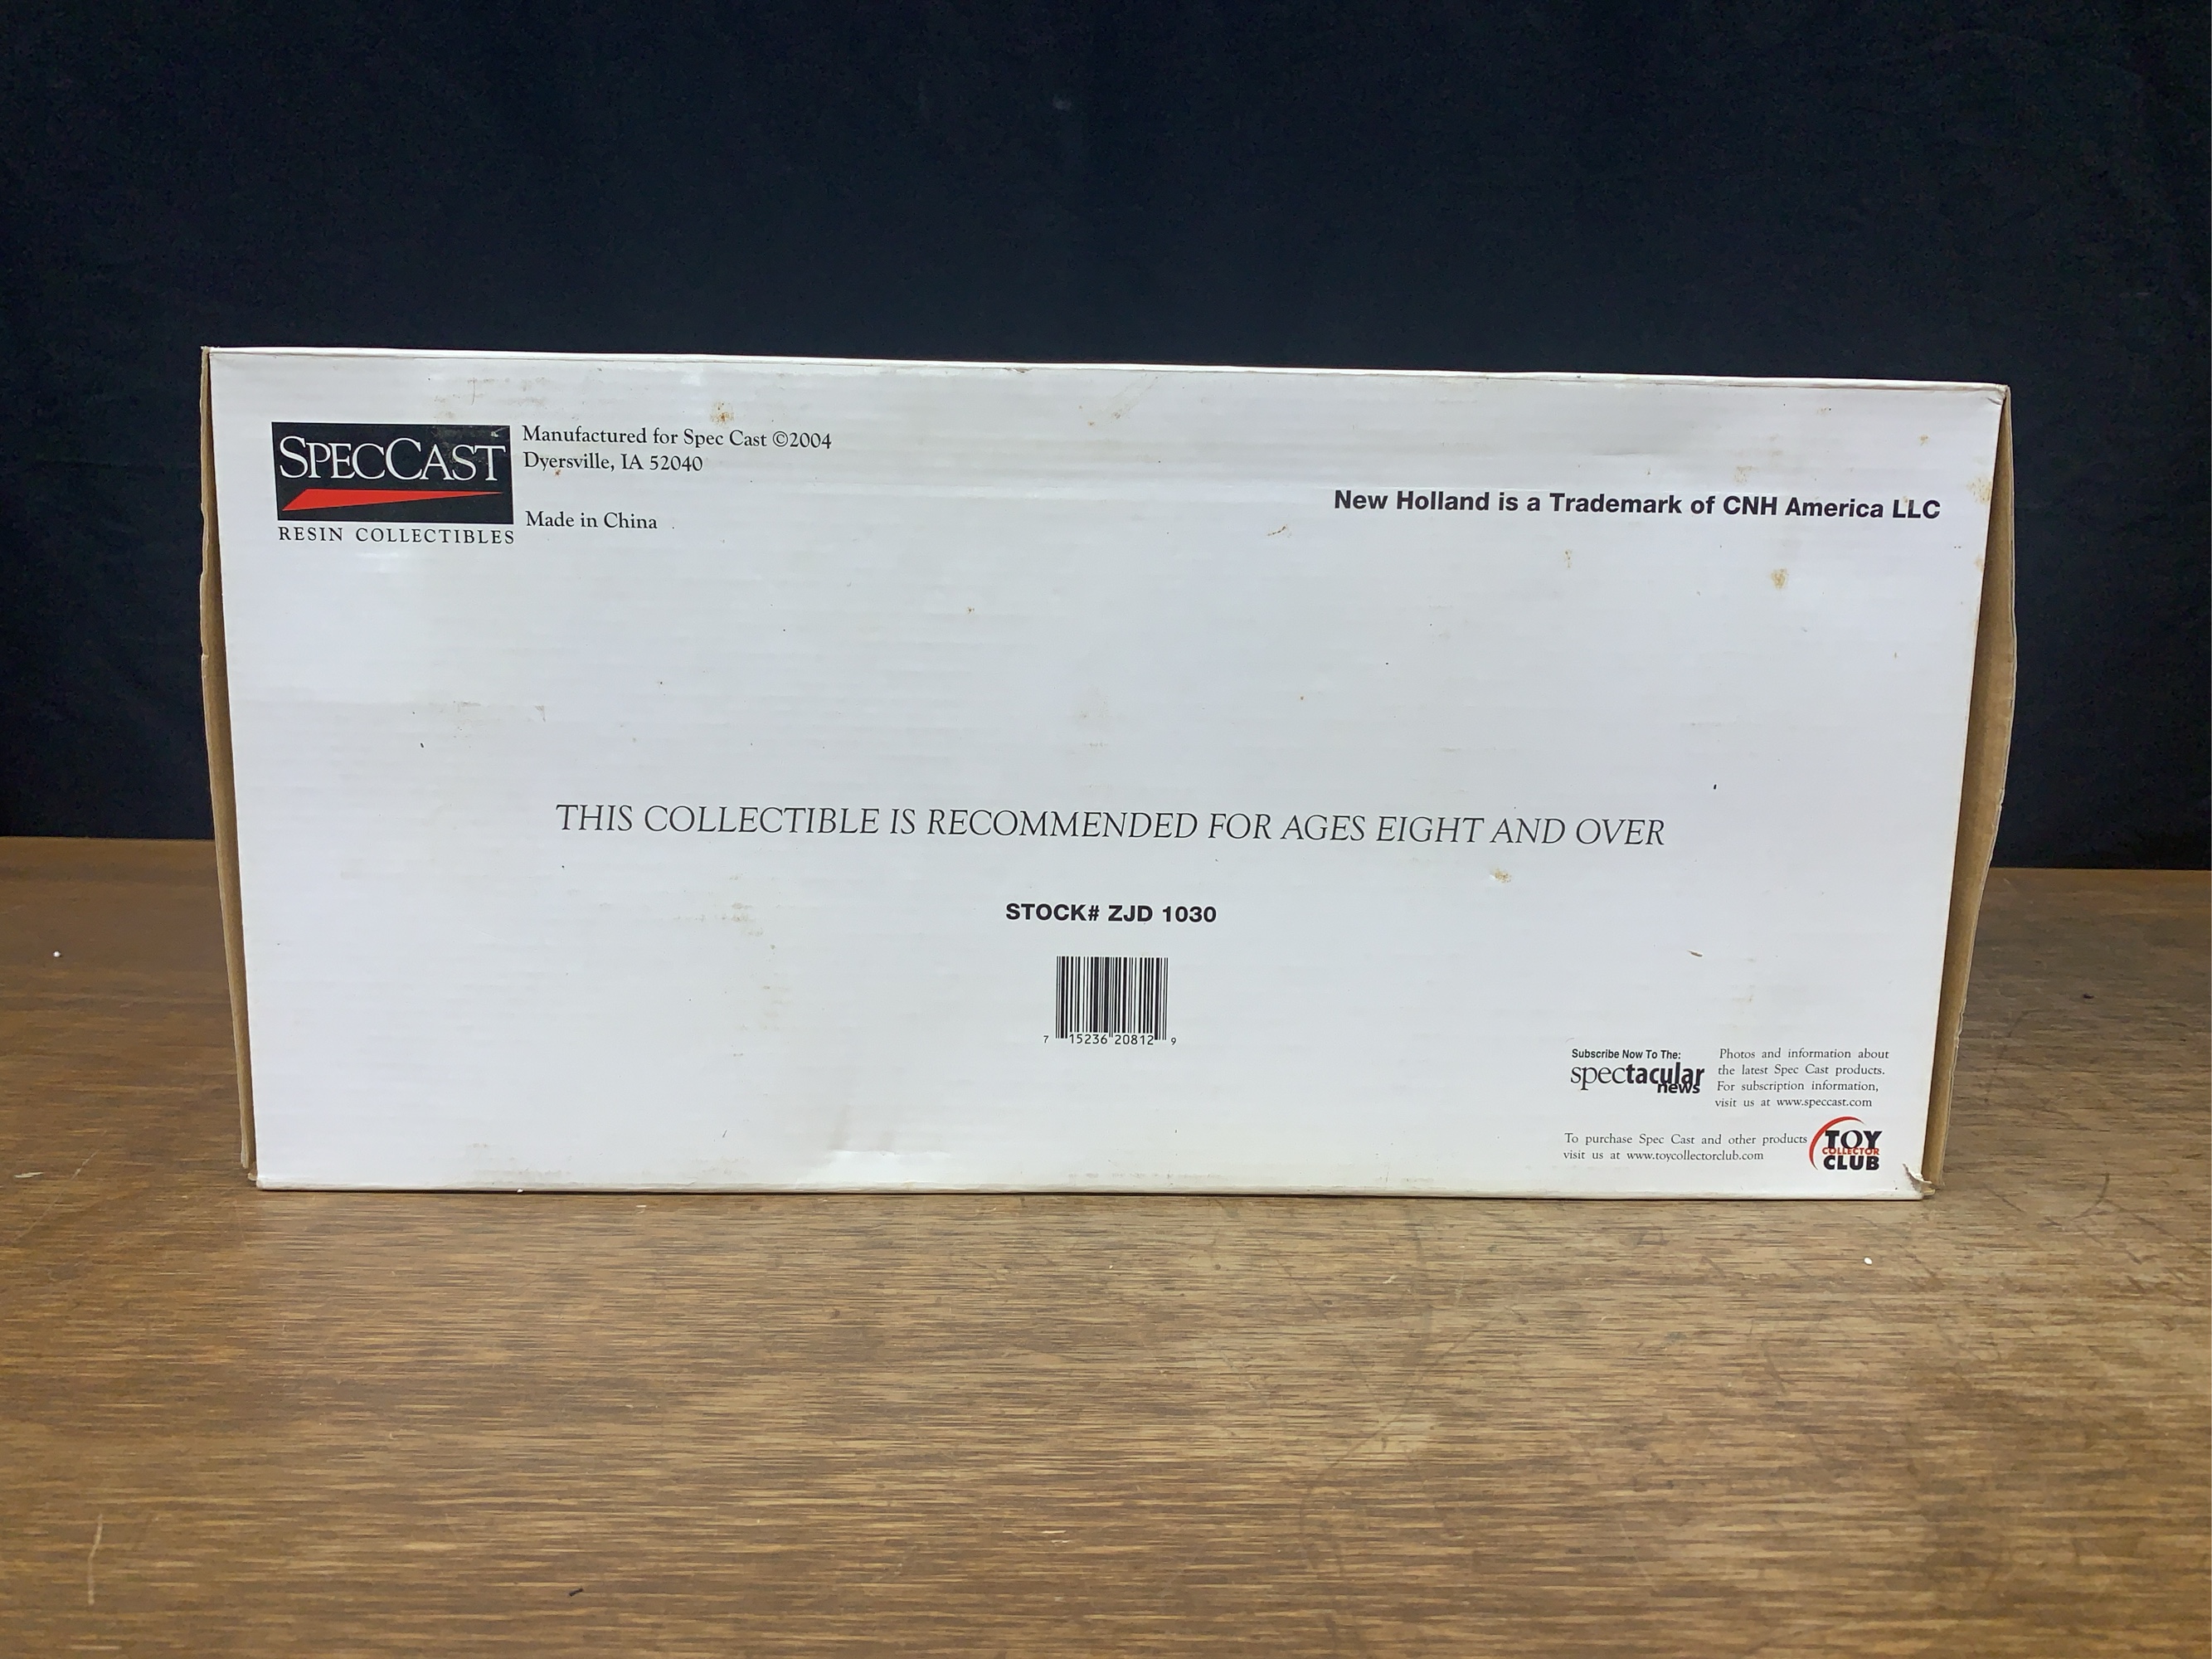 SPECCAST
RESIN COLLECTIBLES
Manufactured for Spec Cast ©2004
Dyersville, IA 52040
Made in China
New Holland is a Trademark of CNH America LLC
THIS COLLECTIBLE IS RECOMMENDED FOR AGES EIGHT AND OVER
STOCK# ZJD 1030
7 15236 20812 9
Subscribe Now To The:
spectacular
news
Photos and information about
the latest Spec Cast products.
For subscription information,
visit us at www.speccast.com
To purchase Spec Cast and other products
visit us at www.toycollectorclub.com
TOY
COLLECTOR
CLUB